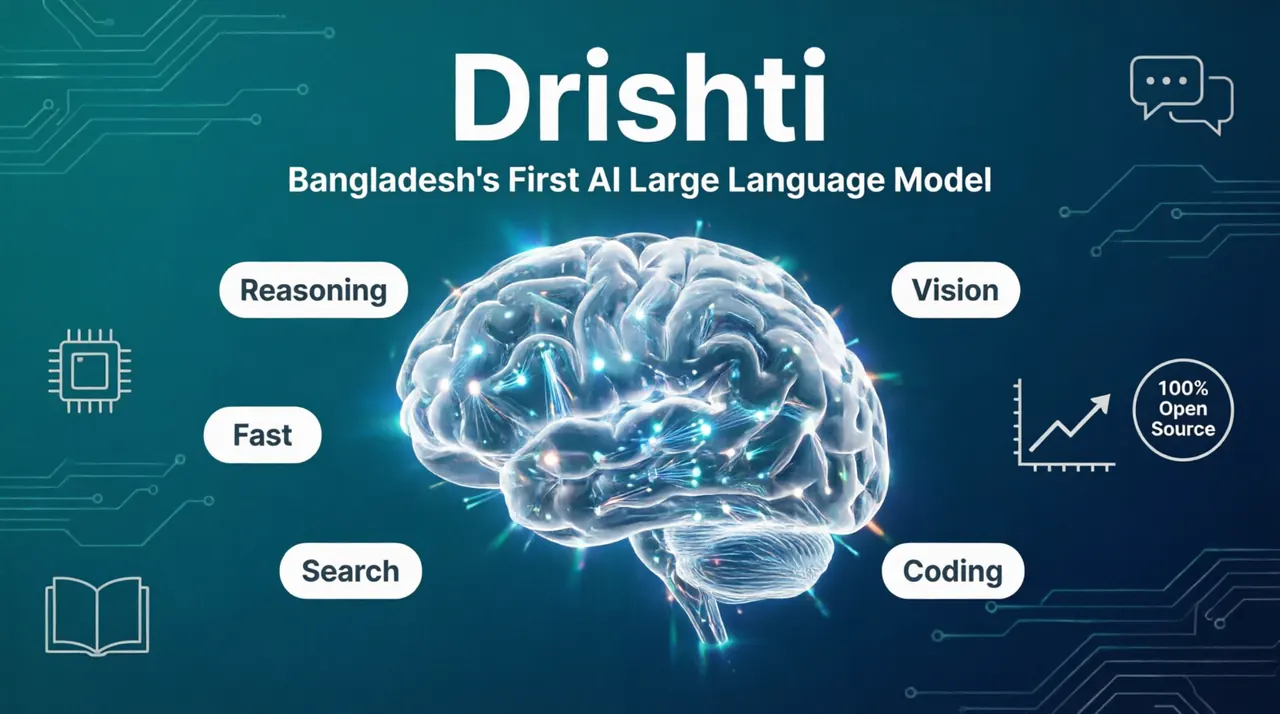 Drishti
Bangladesh's First AI Large Language Model
Reasoning
Vision
Fast
100%
Open
Source
Search
Coding